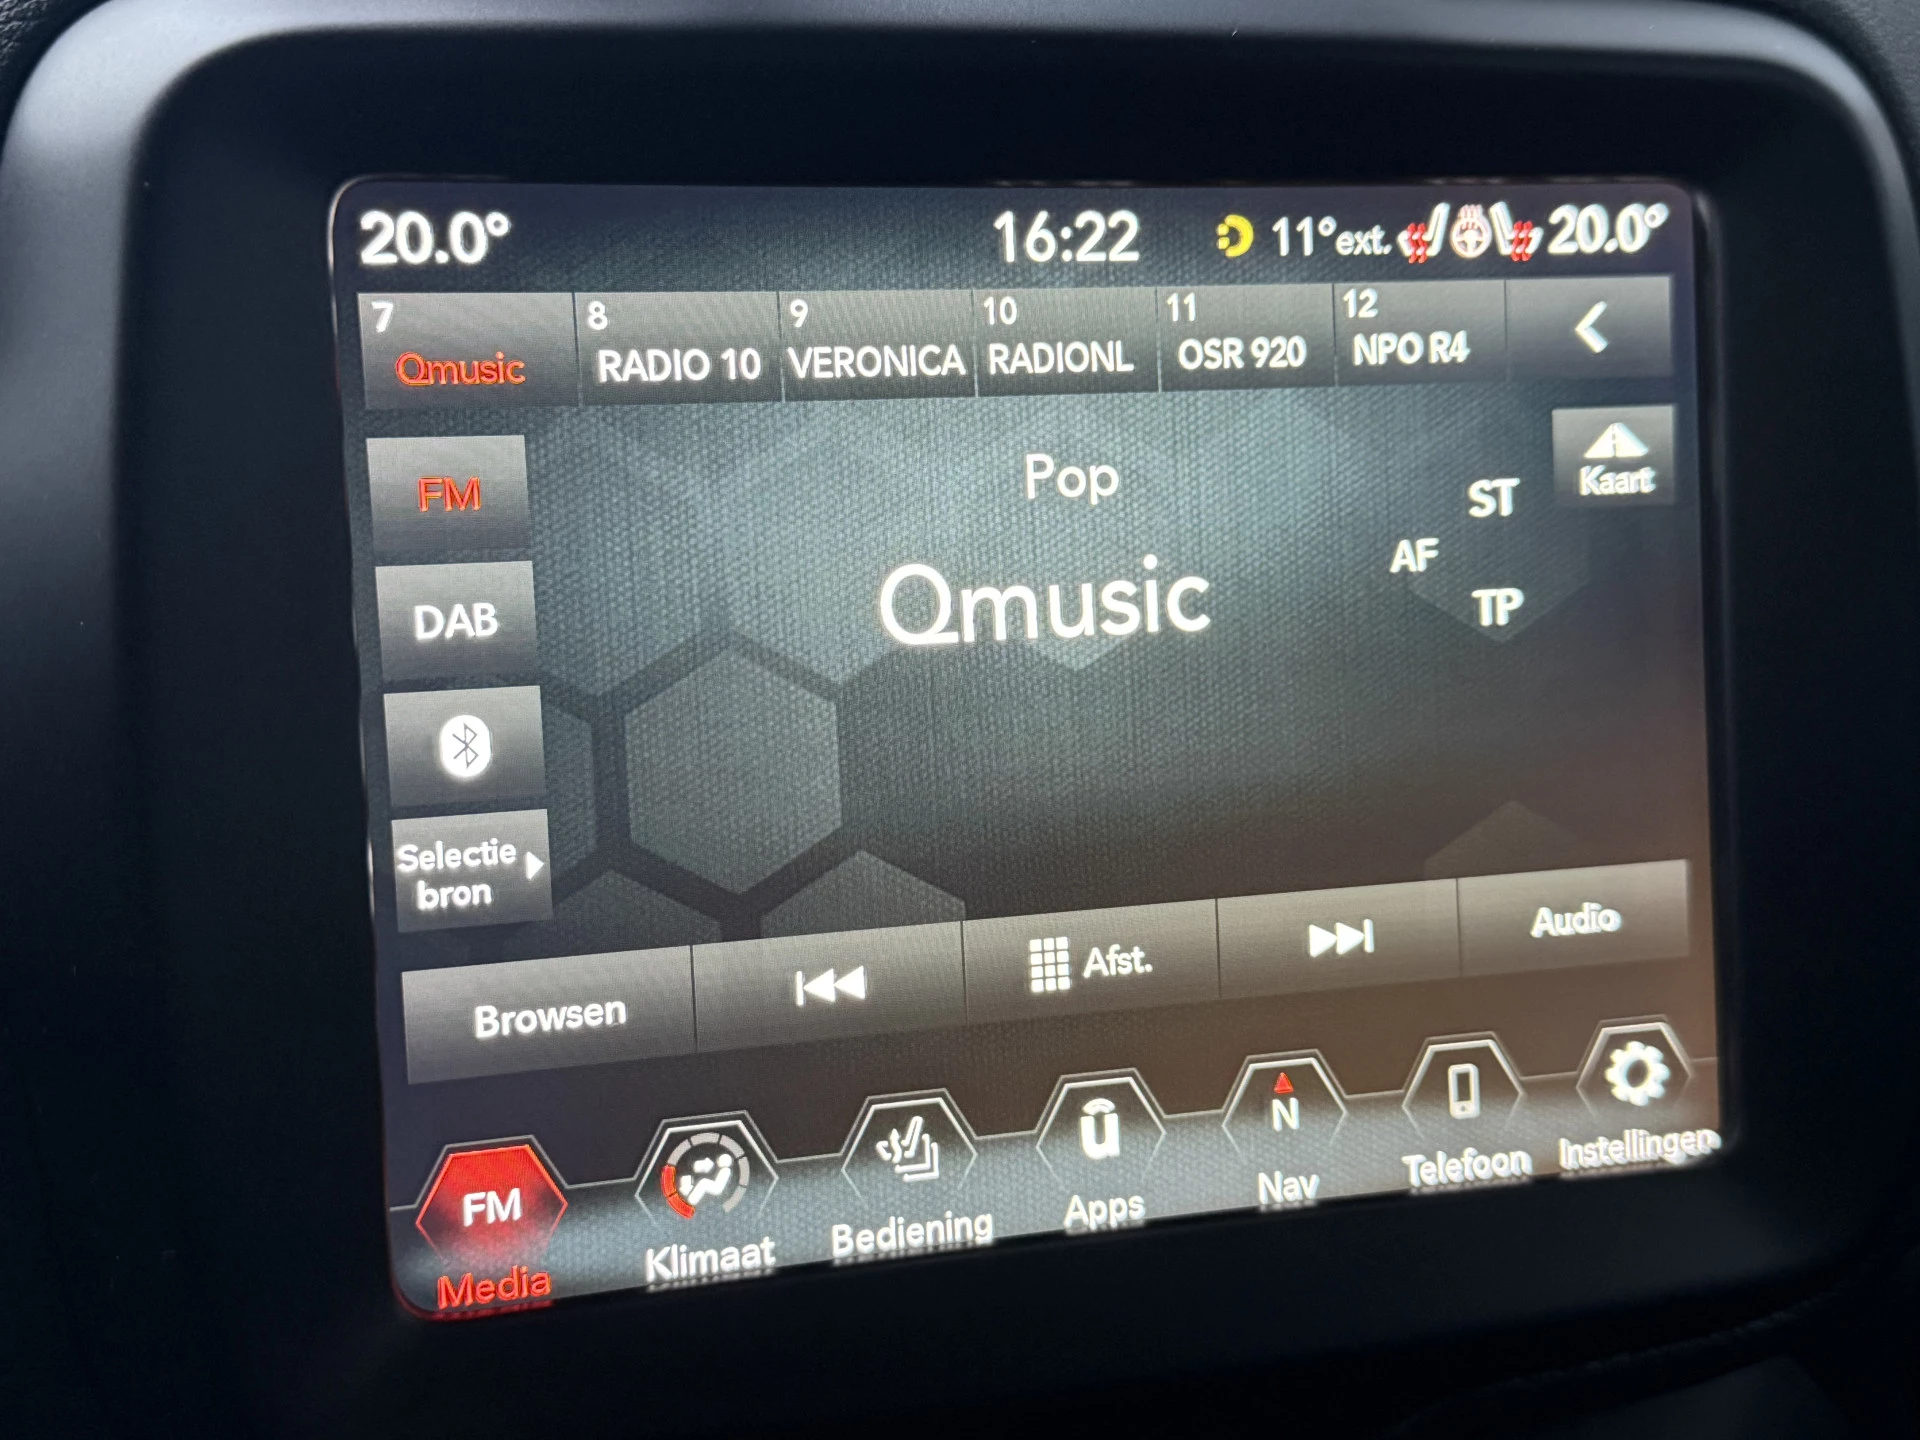 20.0° 16:22 11°ext. 20.0°
7 8 9 10 11 12
Qmusic RADIO 10 VERONICA RADIONL OSR 920 NPO R4
Kaart
FM
Pop
ST
AF
Qmusic
TP
DAB
Selectie
bron
Browsen Afst. Audio
FM N
Media Klimaat Bediening Apps Nav Telefoon Instellingen